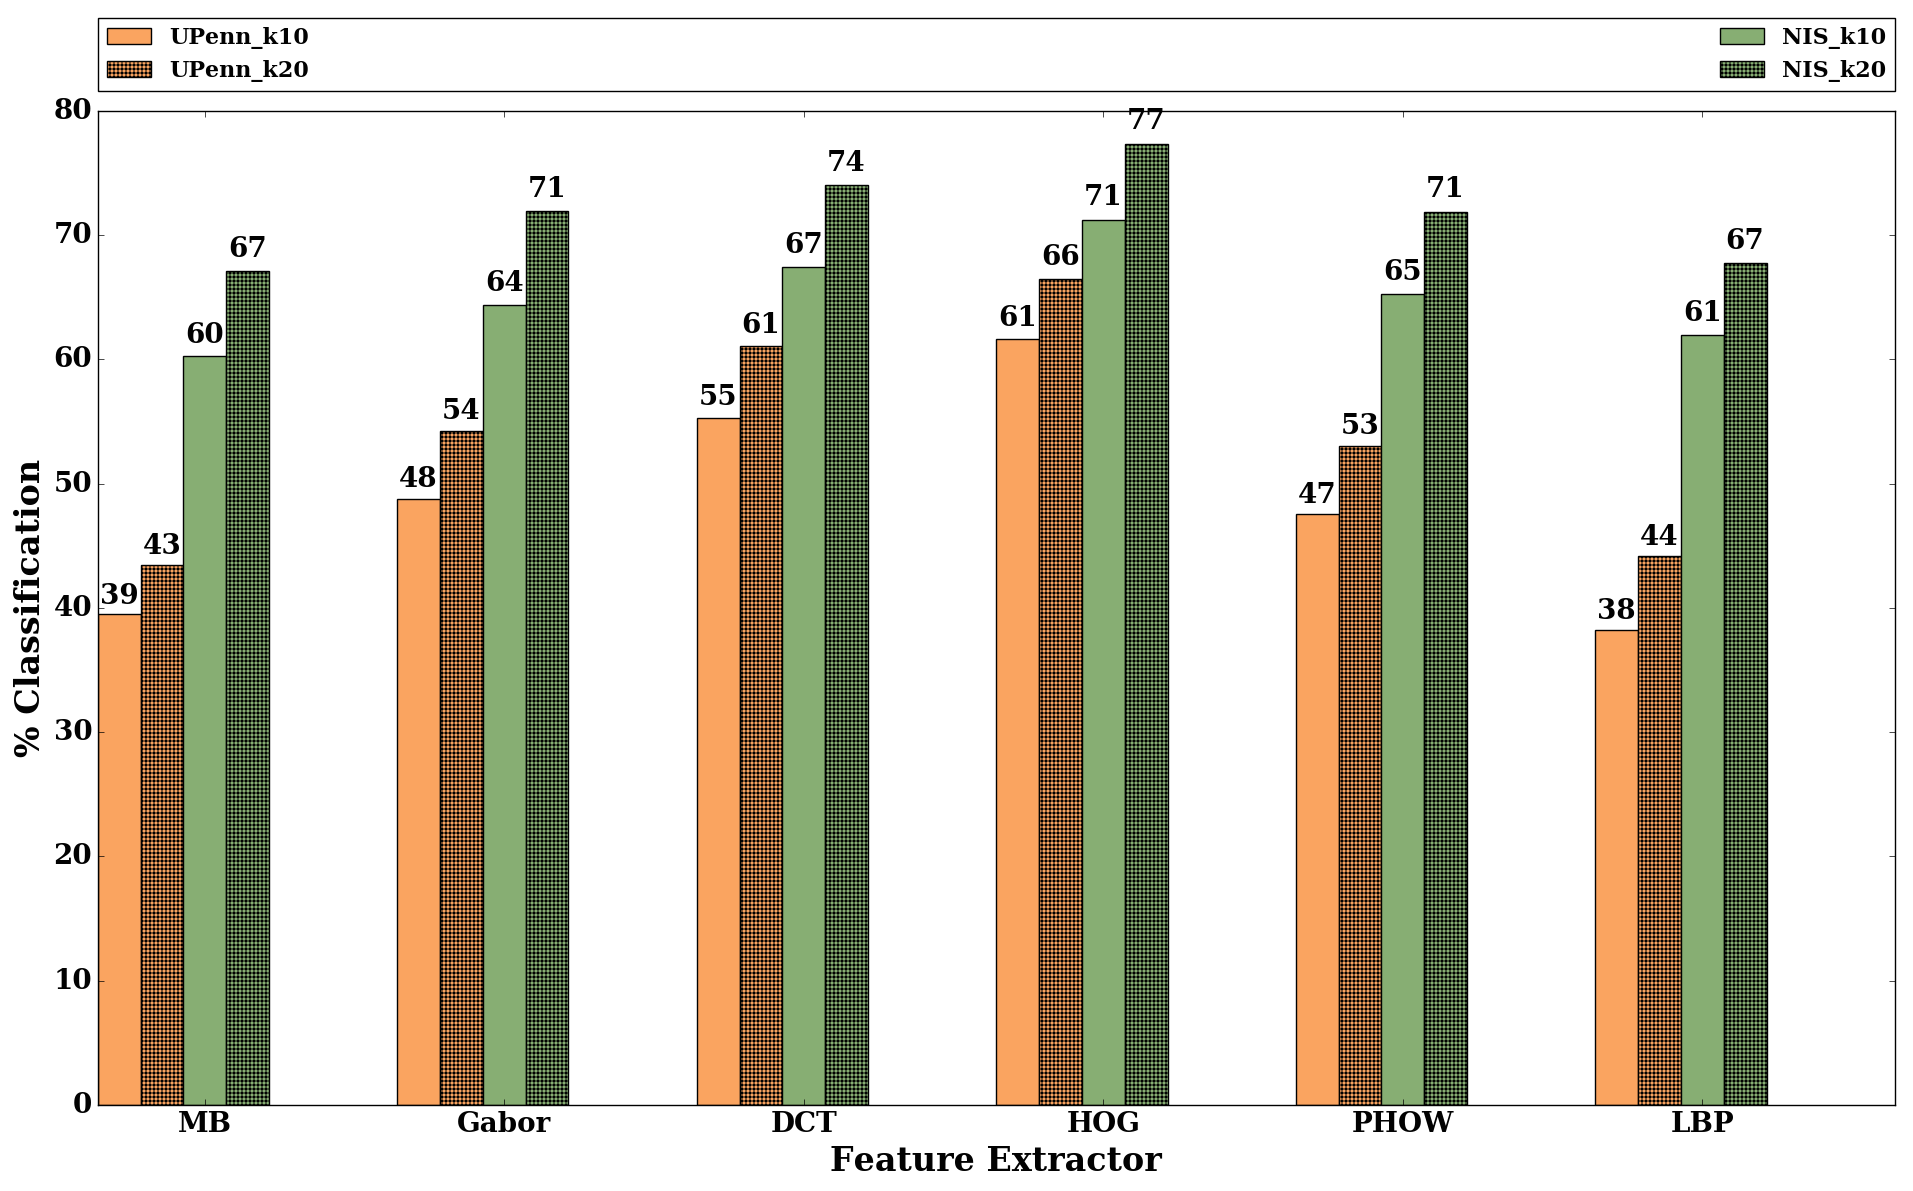 UPenn_k10 NIS_k10
UPenn_k20 NIS_k20
80
70
60
50
40
30
20
10
0
% Classification
39 43 60 67
48 54 64 71
55 61 67 74
61 66 71 77
47 53 65 71
38 44 61 67
MB Gabor DCT HOG PHOW LBP
Feature Extractor